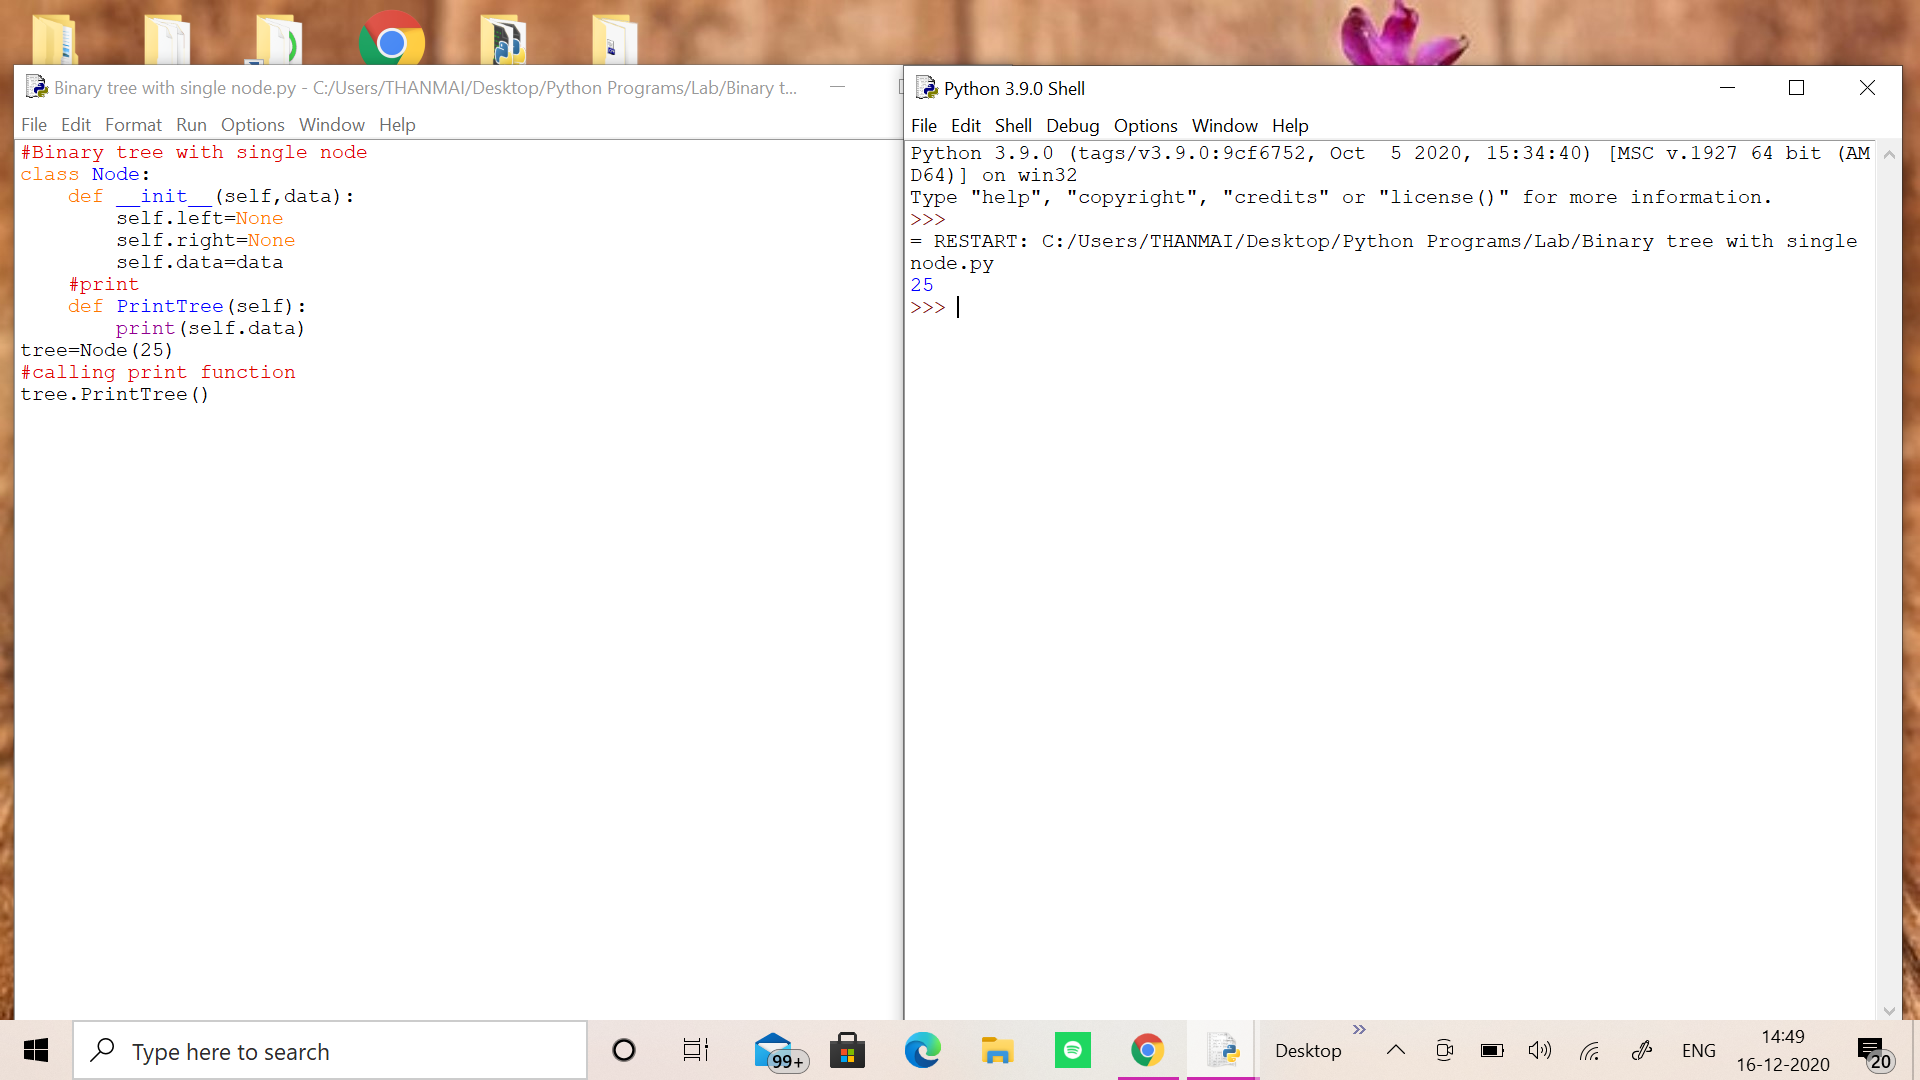 Binary tree with single node.py - C:/Users/THANMAI/Desktop/Python Programs/Lab/Binary t...
File Edit Format Run Options Window Help
#Binary tree with single node
class Node:
    def __init__(self,data):
        self.left=None
        self.right=None
        self.data=data
    #print
    def PrintTree(self):
        print(self.data)
tree=Node(25)
#calling print function
tree.PrintTree()
Python 3.9.0 Shell
File Edit Shell Debug Options Window Help
Python 3.9.0 (tags/v3.9.0:9cf6752, Oct  5 2020, 15:34:40) [MSC v.1927 64 bit (AM
D64)] on win32
Type "help", "copyright", "credits" or "license()" for more information.
>>>
= RESTART: C:/Users/THANMAI/Desktop/Python Programs/Lab/Binary tree with single
node.py
25
>>>
Type here to search
99+
Desktop
ENG
14:49
16-12-2020
20